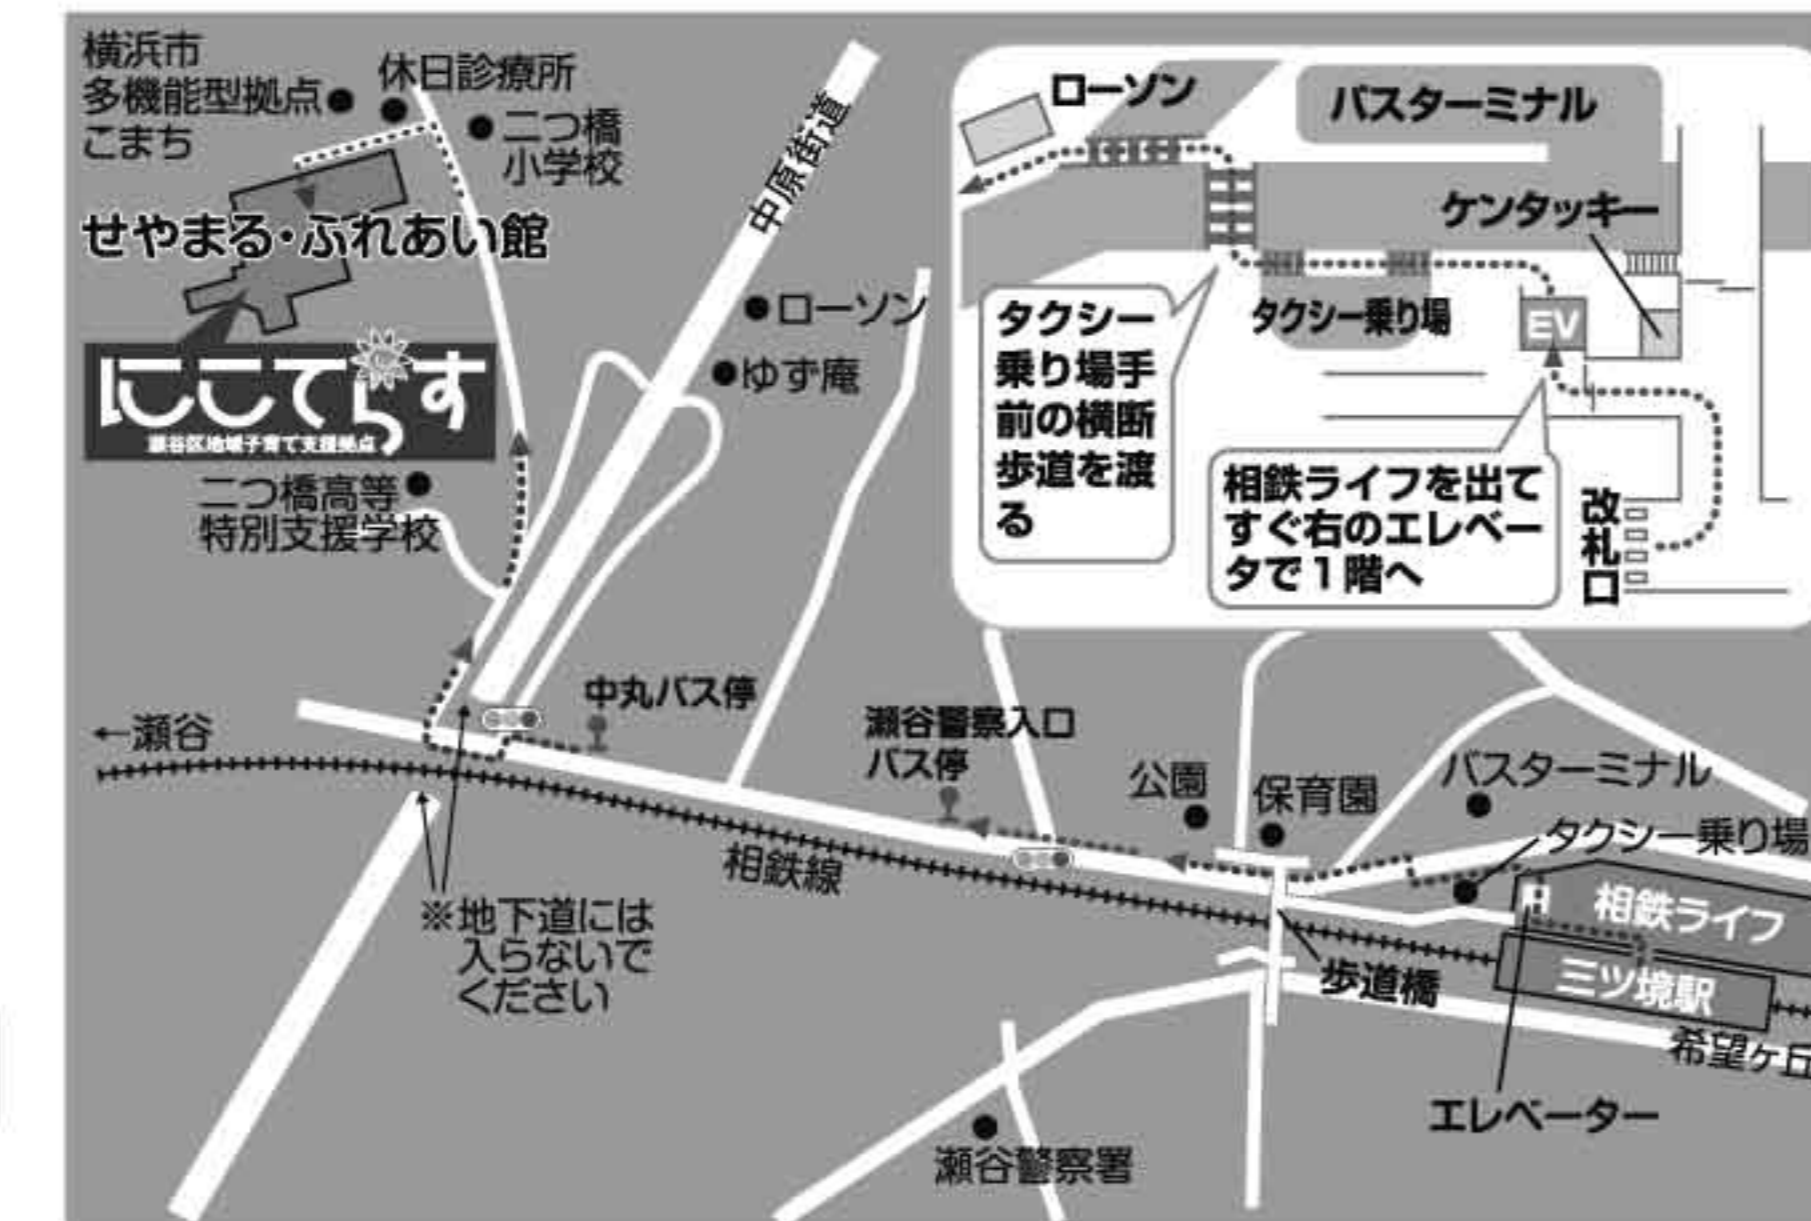 横浜市
多機能型拠点
こまち
休日診療所
二つ橋
小学校
せやまる・ふれあい館
にこてらす
瀬谷区地域子育て支援拠点
二つ橋高等
特別支援学校
中原街道
ローソン
ゆず庵
ローソン
バスターミナル
ケンタッキー
タクシー乗り場
EV
タクシー
乗り場手
前の横断
歩道を渡
る
相鉄ライフを出て
すぐ右のエレベー
タで1階へ
改札口
←瀬谷
中丸バス停
瀬谷警察入口
バス停
公園
保育園
バスターミナル
タクシー乗り場
相鉄線
※地下道には
入らないで
ください
相鉄ライフ
三ツ境駅
歩道橋
希望ヶ丘
エレベーター
瀬谷警察署